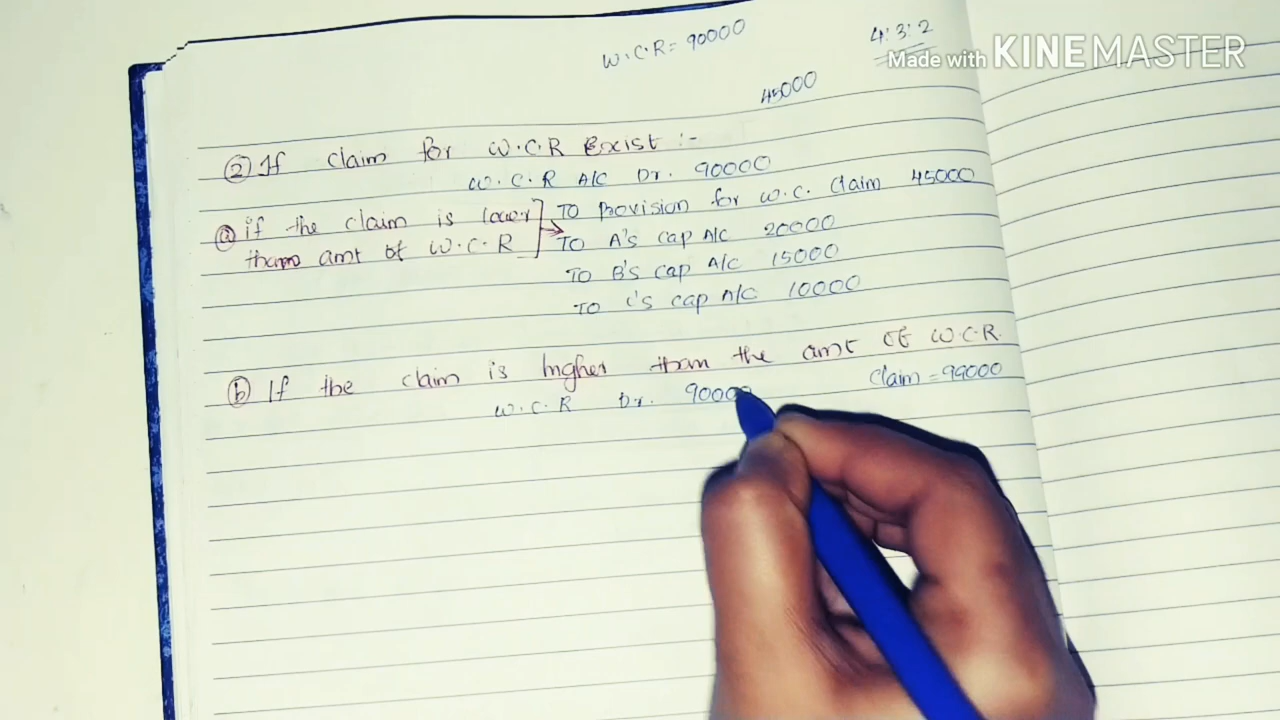 W.C.R = 90000
4:3:2
Made with KINEMASTER
45000
② If claim for W.C.R Exist :-
W.C.R A/C Dr. 90000
ⓐ if the claim is lower
than amt of W.C.R
To provision for W.C. Claim 45000
To A's cap A/C 20000
To B's cap A/C 15000
To C's cap A/C 10000
ⓑ If the claim is higher than the amt of W.C.R.
Claim = 99000
W.C.R Dr. 90000